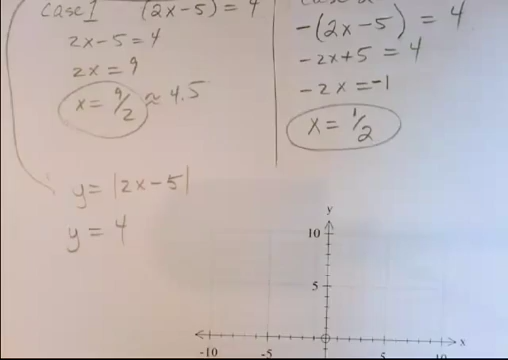 case 1 (2x-5) = 4
2x-5=4
2x=9
x=9/2 ≈ 4.5
-(2x-5) = 4
-2x+5=4
-2x=-1
x=1/2
y=|2x-5|
y=4
y
10
5
-10 -5 5 10 x